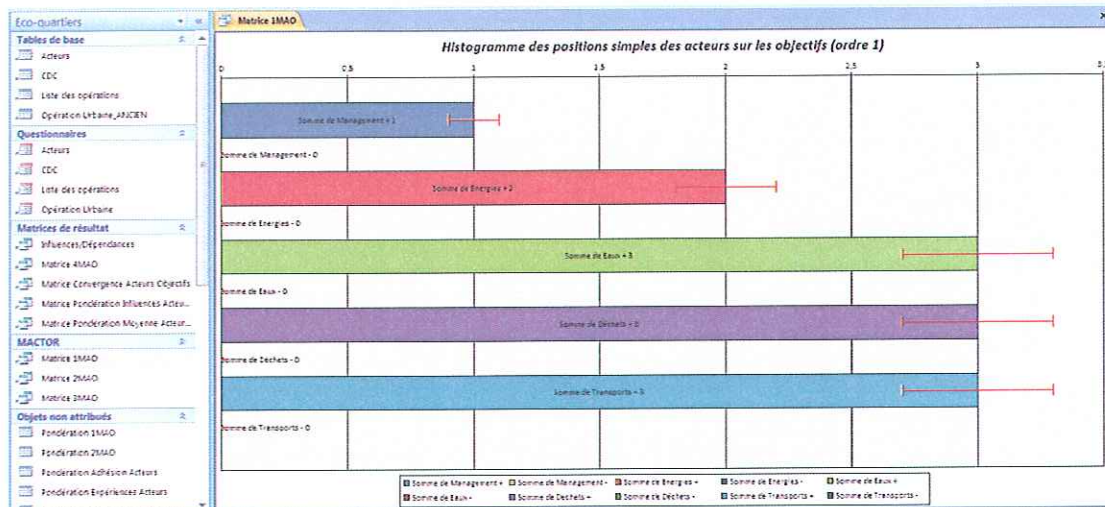 Eco-quartiers
Tables de base
Acteurs
CDC
Liste des opérations
Opération Urbaine_ANCIEN
Questionnaires
Acteurs
CDC
Liste des opérations
Opération Urbaine
Matrices de résultat
Influences/Dépendances
Matrice 4MAO
Matrice Convergence Acteurs Objectifs
Matrice Pondération Influences Acteu...
Matrice Pondération Moyenne Acteur...
MACTOR
Matrice 1MAO
Matrice 2MAO
Matrice 3MAO
Objets non attribués
Pondération 1MAO
Pondération 2MAO
Pondération Adhésion Acteurs
Pondération Expériences Acteurs
Matrice 1MAO
Histogramme des positions simples des acteurs sur les objectifs (ordre 1)
0 0,5 1 1,5 2 2,5 3 3,5
Somme de Management + 1
Somme de Management - 0
Somme de Energies + 2
Somme de Energies - 0
Somme de Eaux + 3
Somme de Eaux - 0
Somme de Déchets +
Somme de Déchets - 0
Somme de Transports + 3
Somme de Transports - 0
Somme de Management + Somme de Management - Somme de Energies + Somme de Energies - Somme de Eaux +
Somme de Eaux - Somme de Dechets + Somme de Déchets - Somme de Transports + Somme de Transports -